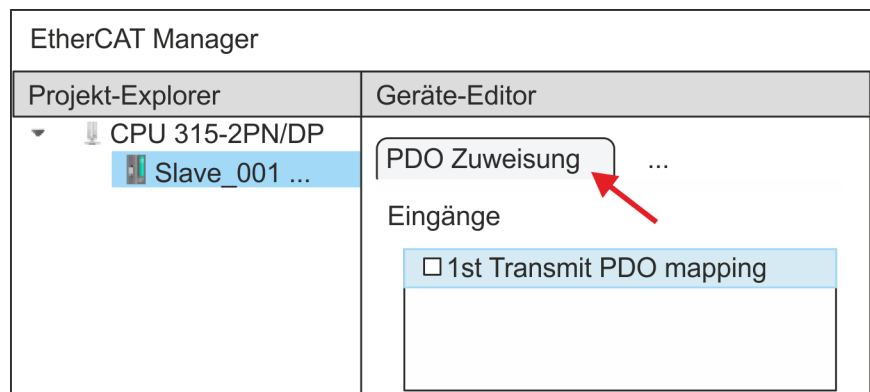 EtherCAT Manager
Projekt-Explorer
Geräte-Editor
CPU 315-2PN/DP
Slave_001 ...
PDO Zuweisung ...
Eingänge
1st Transmit PDO mapping